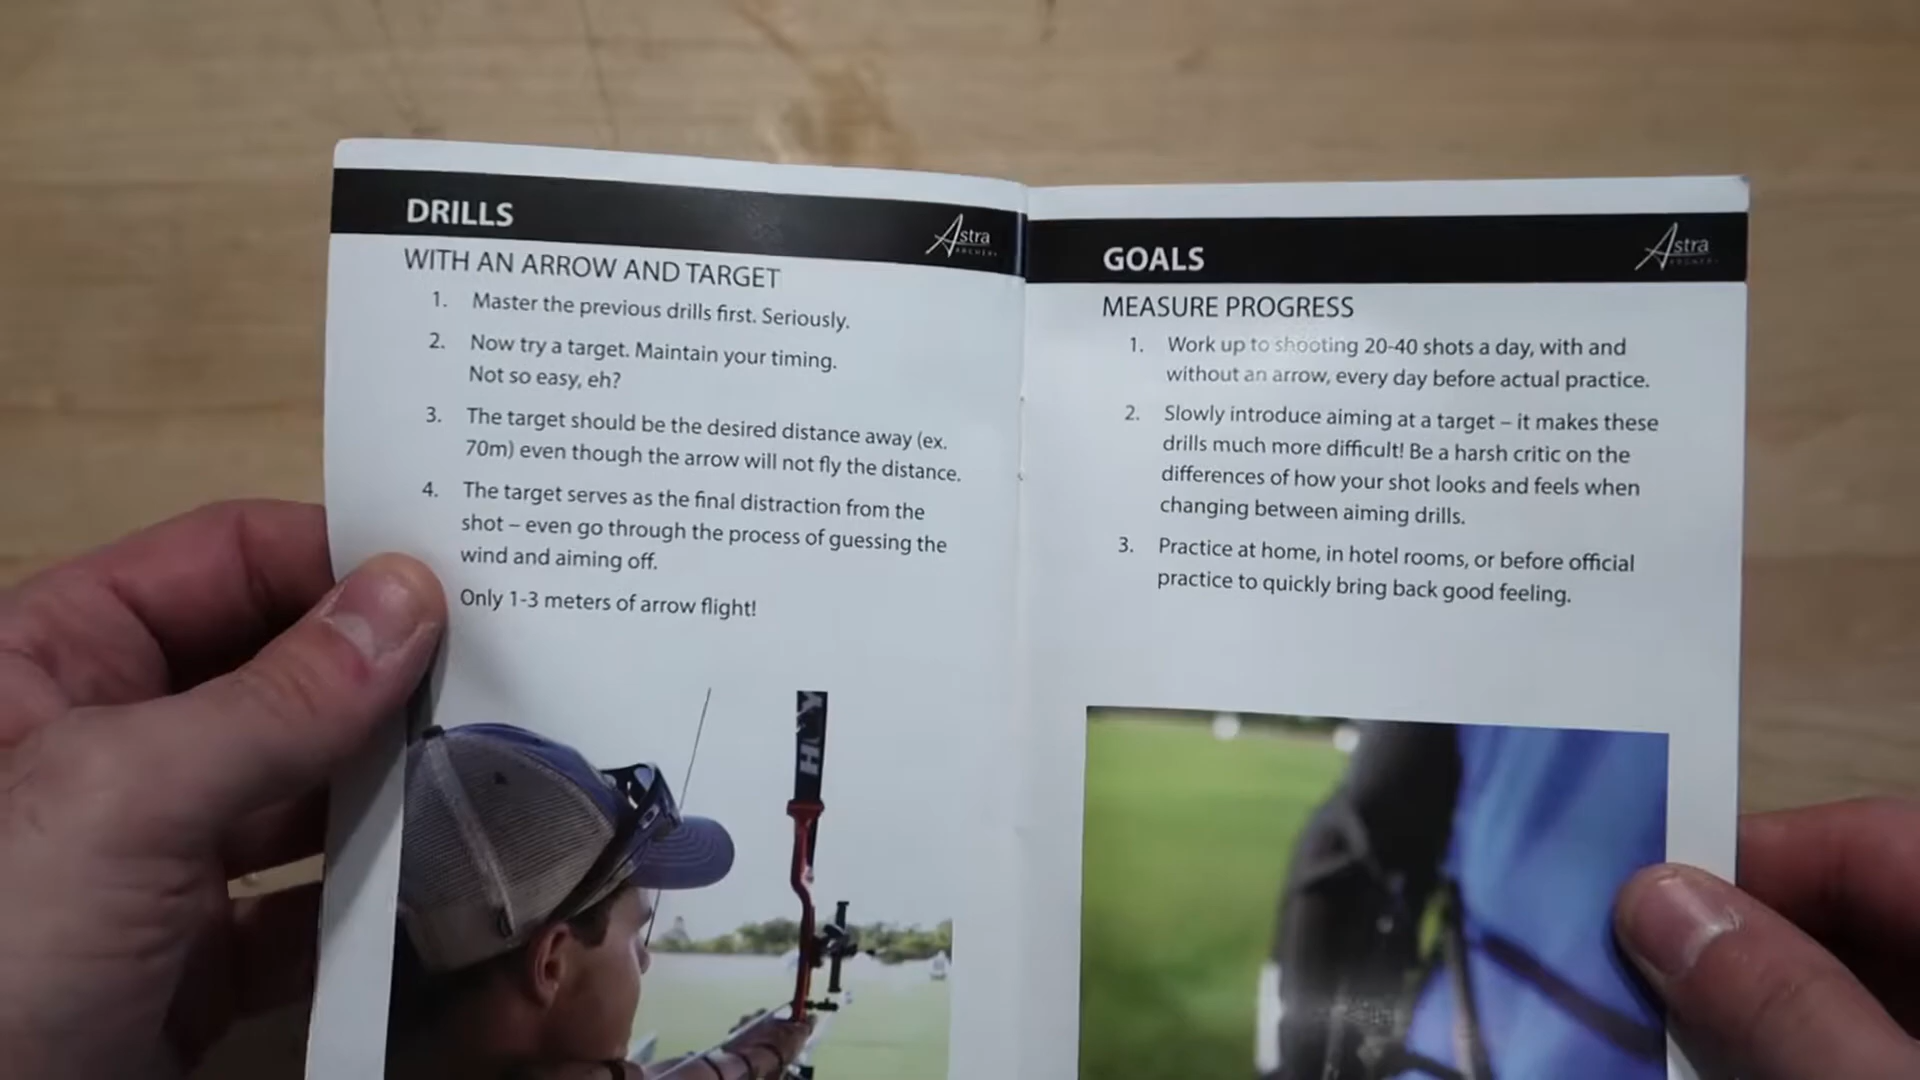 DRILLS
Astra
ARCHERY
WITH AN ARROW AND TARGET
1. Master the previous drills first. Seriously.
2. Now try a target. Maintain your timing.
Not so easy, eh?
3. The target should be the desired distance away (ex.
70m) even though the arrow will not fly the distance.
4. The target serves as the final distraction from the
shot – even go through the process of guessing the
wind and aiming off.
Only 1-3 meters of arrow flight!
GOALS
Astra
ARCHERY
MEASURE PROGRESS
1. Work up to shooting 20-40 shots a day, with and
without an arrow, every day before actual practice.
2. Slowly introduce aiming at a target – it makes these
drills much more difficult! Be a harsh critic on the
differences of how your shot looks and feels when
changing between aiming drills.
3. Practice at home, in hotel rooms, or before official
practice to quickly bring back good feeling.